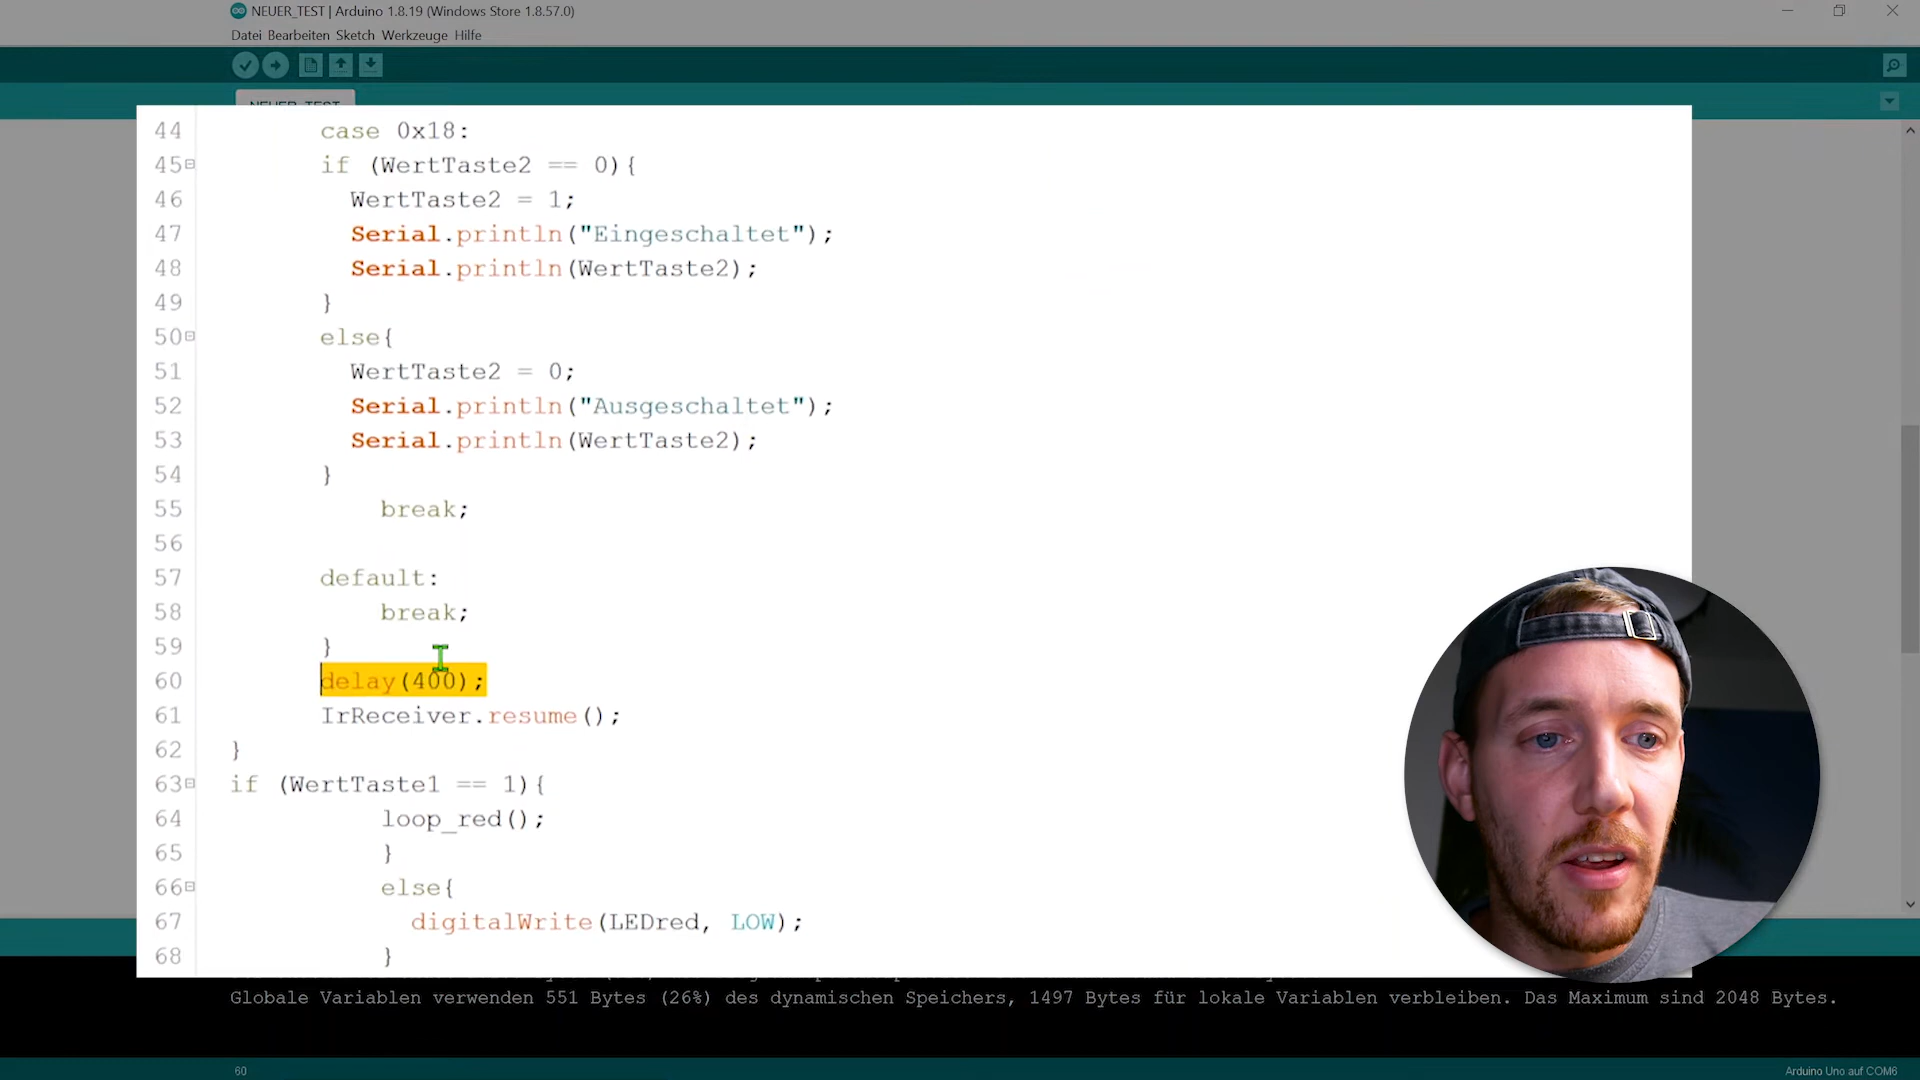 NEUER_TEST | Arduino 1.8.19 (Windows Store 1.8.57.0)
Datei Bearbeiten Sketch Werkzeuge Hilfe
NEUER_TEST
44 case 0x18:
45 if (WertTaste2 == 0){
46 WertTaste2 = 1;
47 Serial.println("Eingeschaltet");
48 Serial.println(WertTaste2);
49 }
50 else{
51 WertTaste2 = 0;
52 Serial.println("Ausgeschaltet");
53 Serial.println(WertTaste2);
54 }
55 break;
56
57 default:
58 break;
59 }
60 delay(400);
61 IrReceiver.resume();
62 }
63 if (WertTaste1 == 1){
64 loop_red();
65 }
66 else{
67 digitalWrite(LEDred, LOW);
68 }
Globale Variablen verwenden 551 Bytes (26%) des dynamischen Speichers, 1497 Bytes für lokale Variablen verbleiben. Das Maximum sind 2048 Bytes.
60
Arduino Uno auf COM6